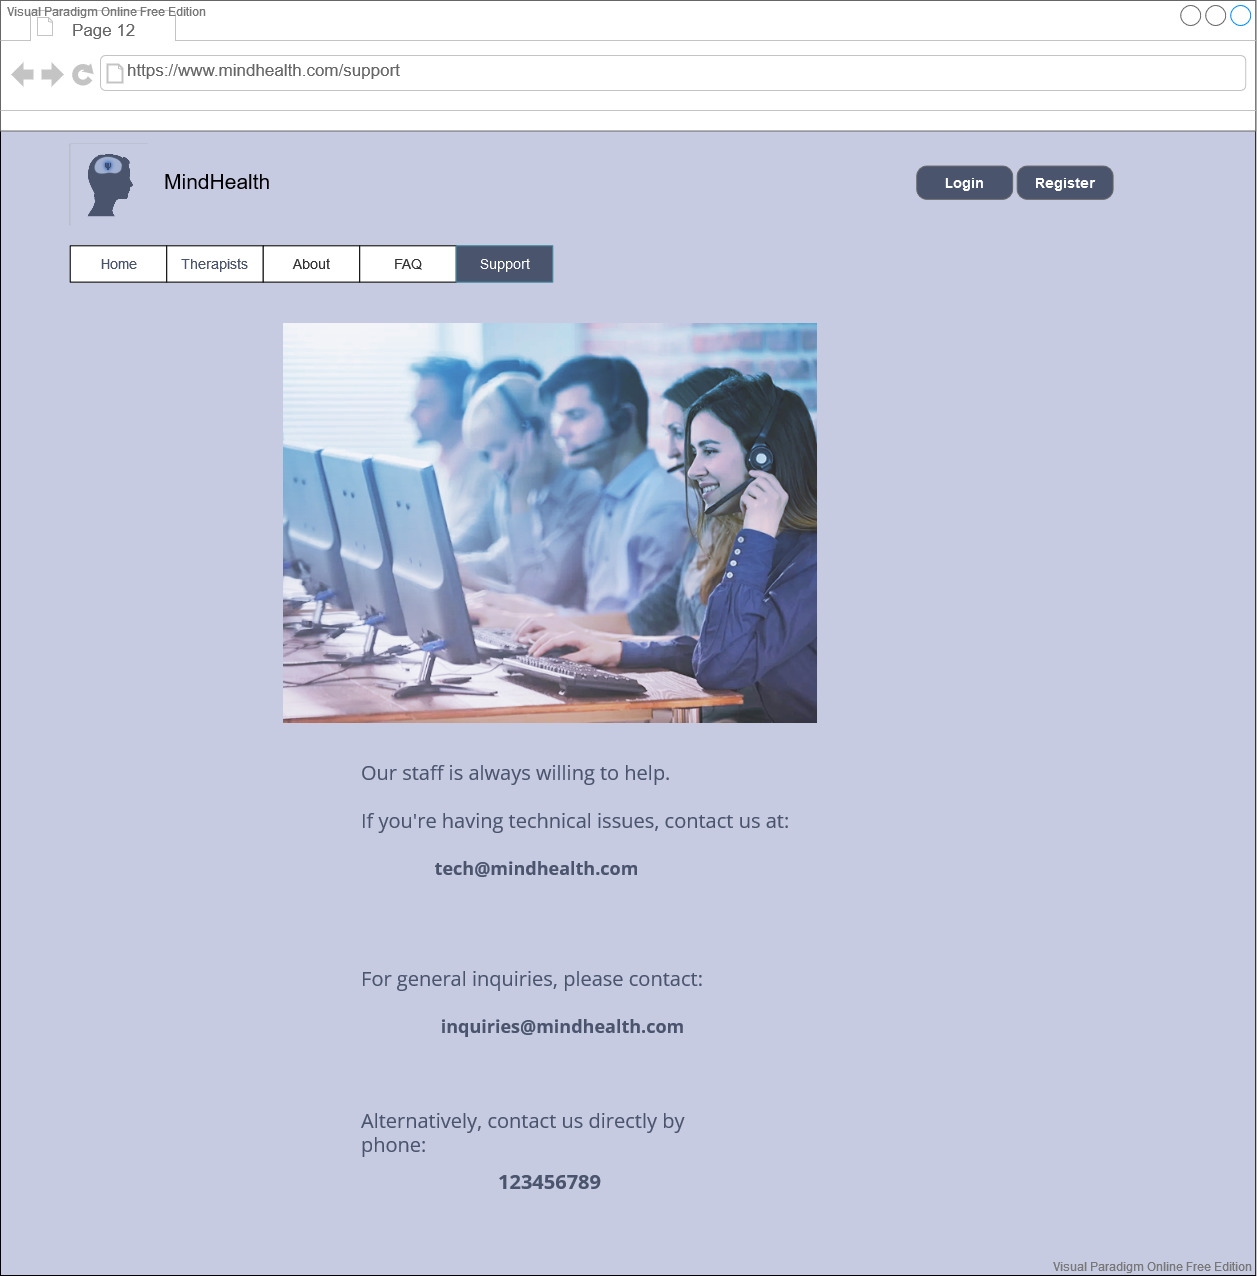 Visual Paradigm Online Free Edition
Page 12
https://www.mindhealth.com/support
MindHealth
Login
Register
Home
Therapists
About
FAQ
Support
Our staff is always willing to help.
If you're having technical issues, contact us at:
tech@mindhealth.com
For general inquiries, please contact:
inquiries@mindhealth.com
Alternatively, contact us directly by
phone:
123456789
Visual Paradigm Online Free Edition